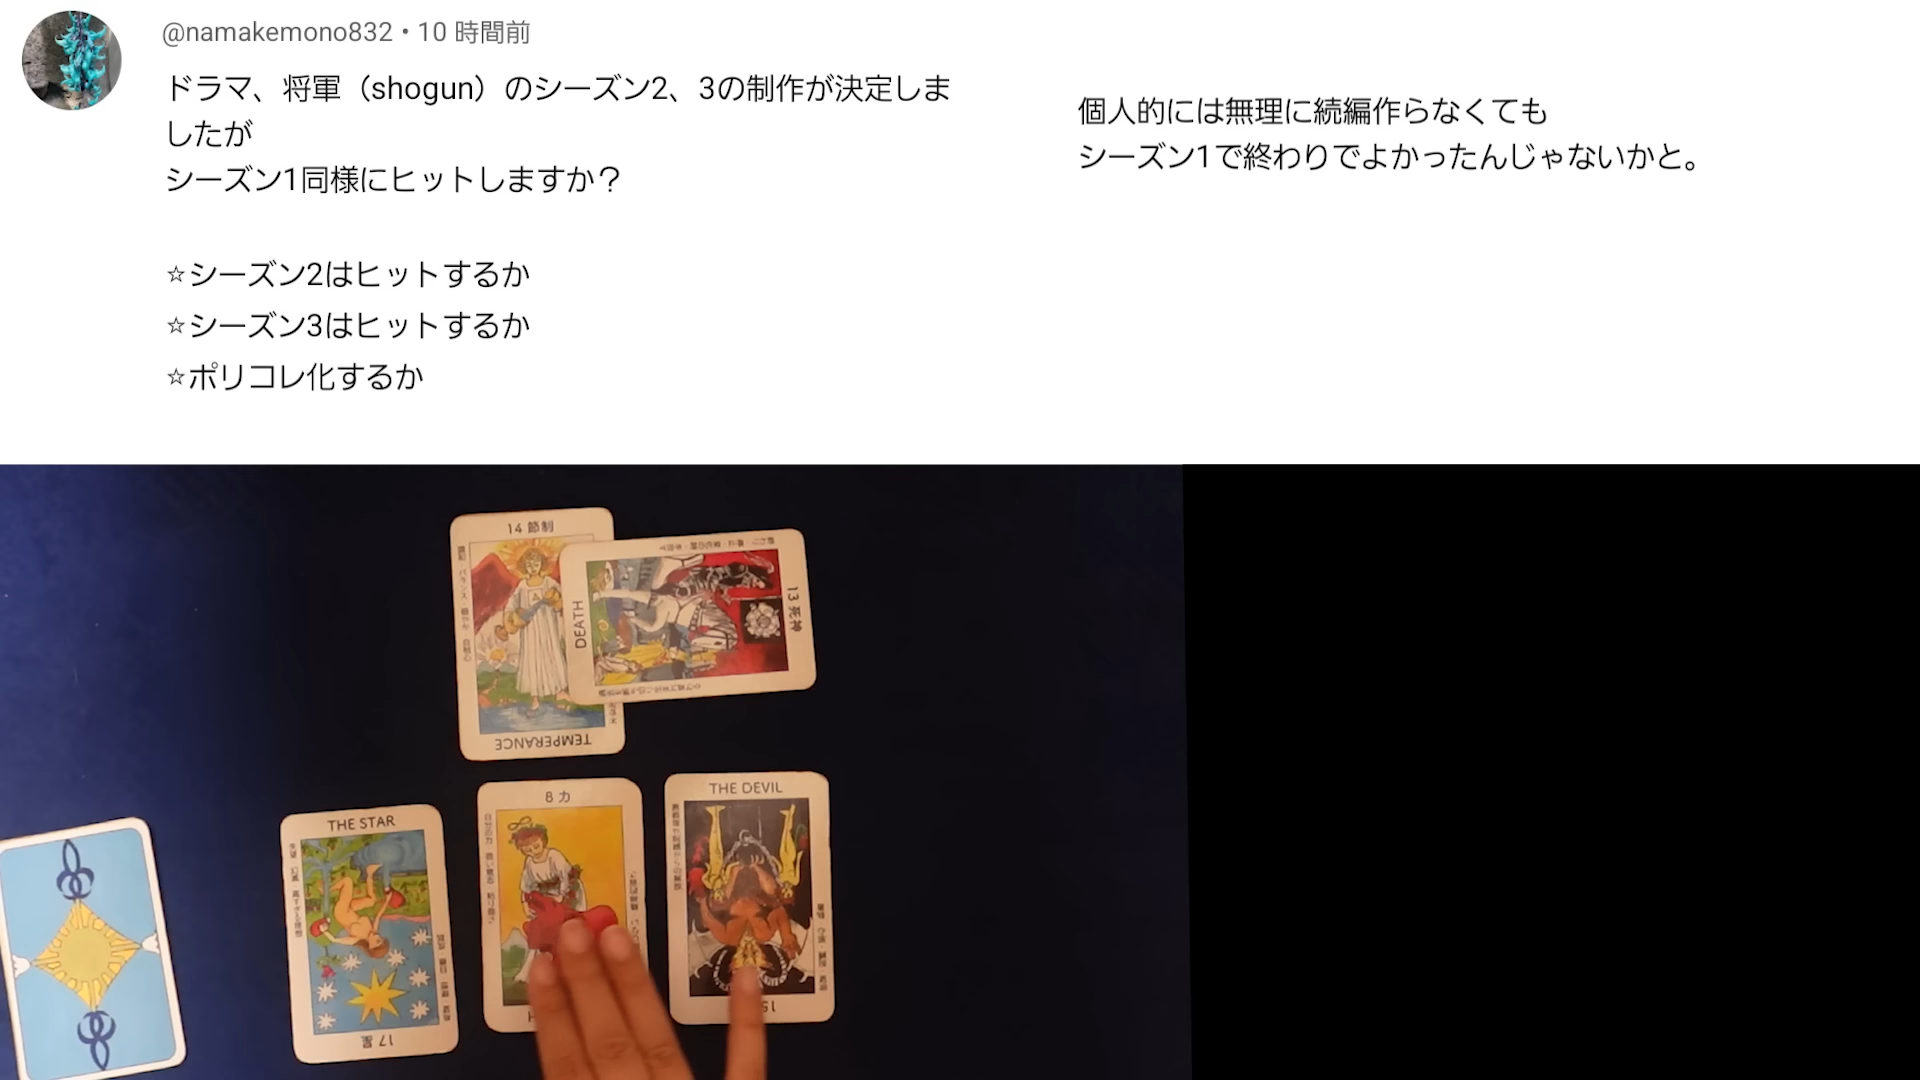 @namakemono832 • 10 時間前
ドラマ、将軍（shogun）のシーズン2、3の制作が決定しま
したが
シーズン1同様にヒットしますか？
☆シーズン2はヒットするか
☆シーズン3はヒットするか
☆ポリコレ化するか
個人的には無理に続編作らなくても
シーズン1で終わりでよかったんじゃないかと。
14 節制
TEMPERANCE
DEATH
13 死神
THE STAR
17 星
8 力
THE DEVIL